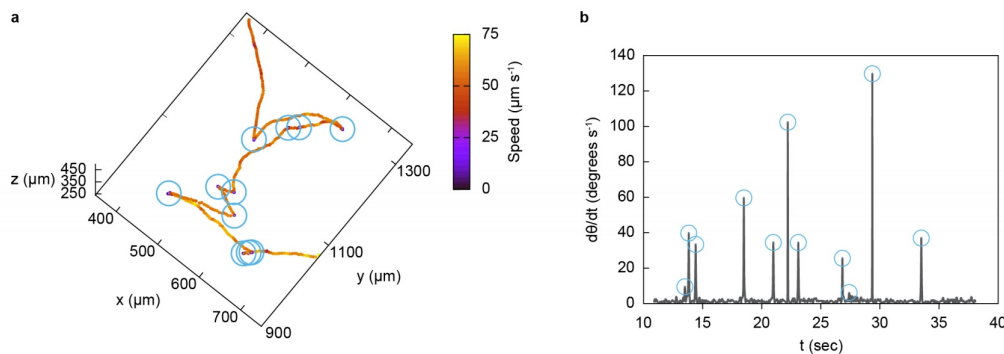 a
z (µm)
450
350
250
400
500
600
700
x (µm)
900
1100
1300
y (µm)
75
50
25
0
Speed (µm s⁻¹)
b
140
120
100
80
60
40
20
0
dθ/dt (degrees s⁻¹)
10 15 20 25 30 35 40
t (sec)